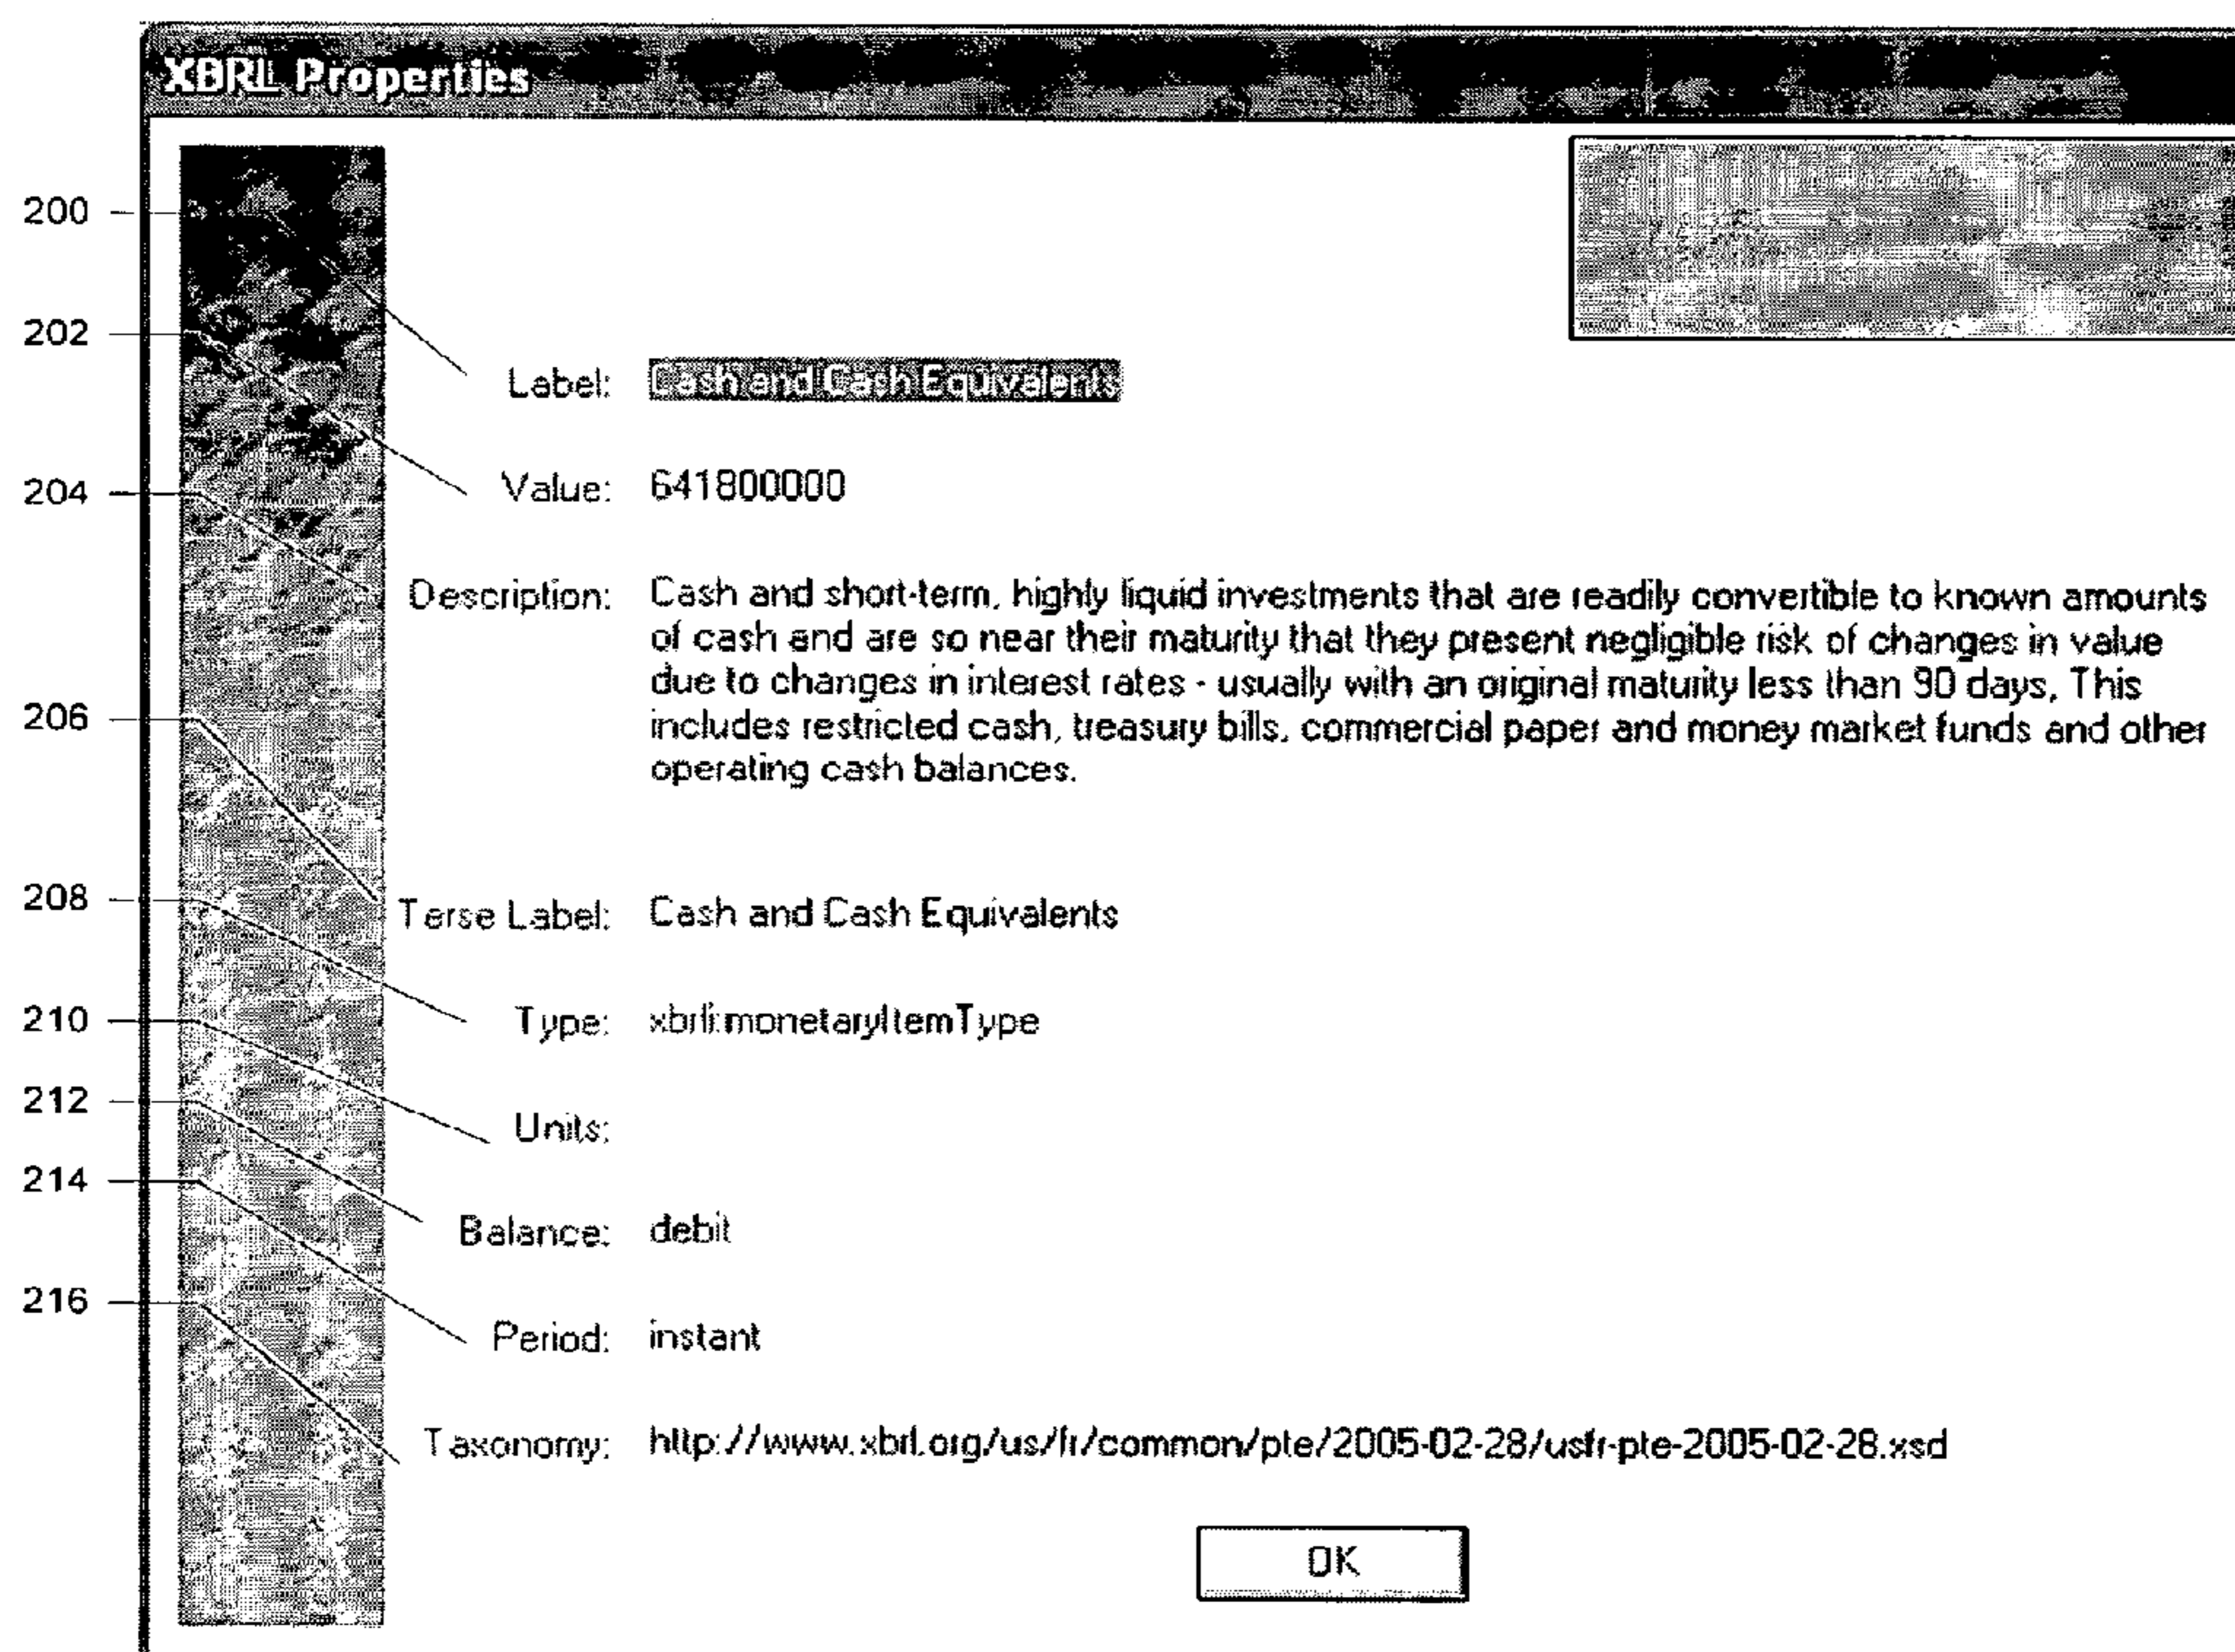 XBRL Properties
200
202
Label: Cash and Cash Equivalents
204
Value: 641800000
Description: Cash and short-term, highly liquid investments that are readily convertible to known amounts
of cash and are so near their maturity that they present negligible risk of changes in value
due to changes in interest rates - usually with an original maturity less than 90 days, This
206
includes restricted cash, treasury bills, commercial paper and money market funds and other
operating cash balances.
208
Terse Label: Cash and Cash Equivalents
210
Type: xbrli:monetaryItemType
212
Units:
214
Balance: debit
216
Period: instant
Taxonomy: http://www.xbrl.org/us/fr/common/pte/2005-02-28/usfr-pte-2005-02-28.xsd
OK